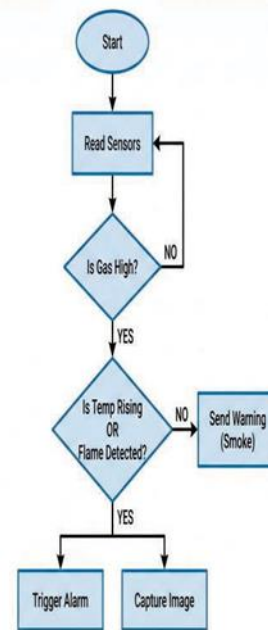 Start
Read Sensors
Is Gas High?
NO
YES
Is Temp Rising
OR
Flame Detected?
NO
Send Warning
(Smoke)
YES
Trigger Alarm
Capture Image